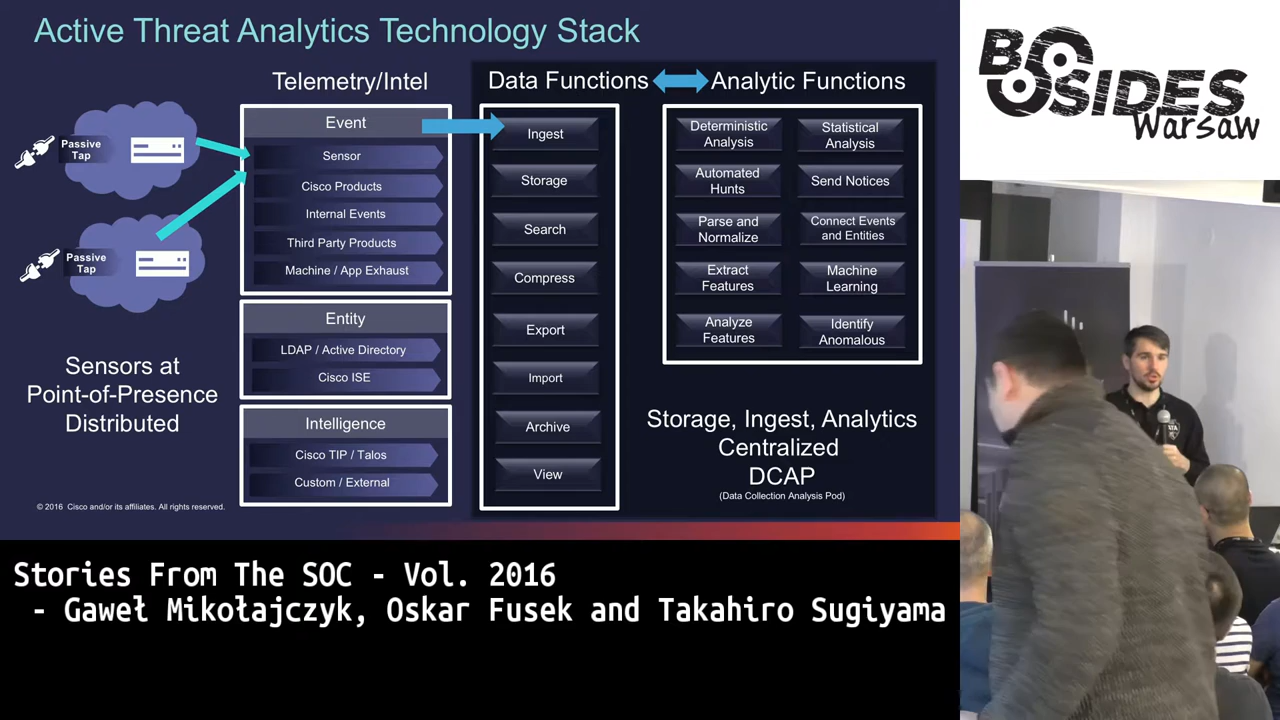 Active Threat Analytics Technology Stack
Telemetry/Intel
Data Functions
Analytic Functions
Passive
Tap
Passive
Tap
Sensors at
Point-of-Presence
Distributed
Event
Sensor
Cisco Products
Internal Events
Third Party Products
Machine / App Exhaust
Entity
LDAP / Active Directory
Cisco ISE
Intelligence
Cisco TIP / Talos
Custom / External
Ingest
Storage
Search
Compress
Export
Import
Archive
View
Deterministic
Analysis
Statistical
Analysis
Automated
Hunts
Send Notices
Parse and
Normalize
Connect Events
and Entities
Extract
Features
Machine
Learning
Analyze
Features
Identify
Anomalous
Storage, Ingest, Analytics
Centralized
DCAP
(Data Collection Analysis Pod)
© 2016 Cisco and/or its affiliates. All rights reserved.
BSIDES
Warsaw
Stories From The SOC - Vol. 2016
- Gaweł Mikołajczyk, Oskar Fusek and Takahiro Sugiyama